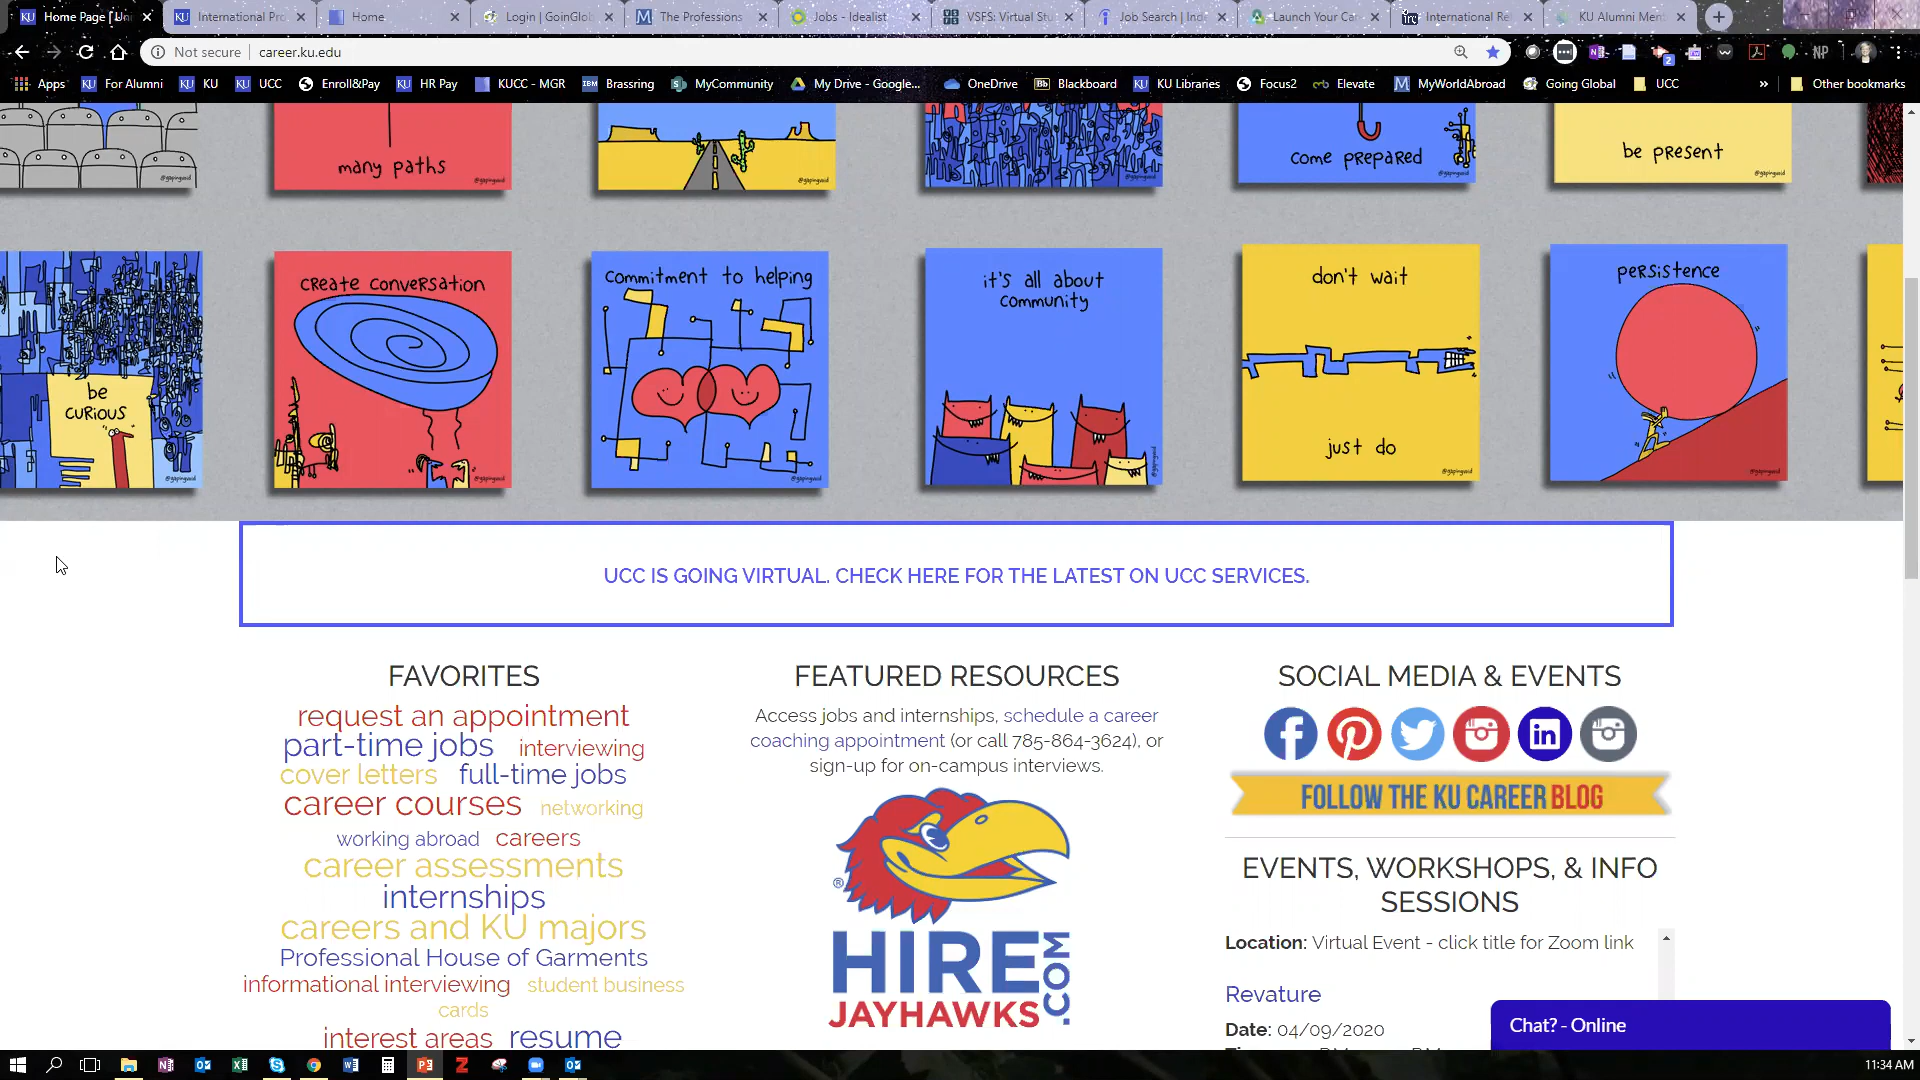 Home Page | Uni
International Pro
Home
Login | GoinGlob
The Professions
Jobs - Idealist
VSFS: Virtual Stu
Job Search | Ind
Launch Your Car
International Re
KU Alumni Ment
Not secure
career.ku.edu
Apps
For Alumni
KU
UCC
Enroll&Pay
HR Pay
KUCC - MGR
Brassring
MyCommunity
My Drive - Google...
OneDrive
Blackboard
KU Libraries
Focus2
Elevate
MyWorldAbroad
Going Global
UCC
»
Other bookmarks
many paths
come prepared
be present
@gapingvoid
be curious
create conversation
commitment to helping
it's all about
community
don't wait
just do
persistence
UCC IS GOING VIRTUAL. CHECK HERE FOR THE LATEST ON UCC SERVICES.
FAVORITES
request an appointment
part-time jobs interviewing
cover letters full-time jobs
career courses networking
working abroad careers
career assessments
internships
careers and KU majors
Professional House of Garments
informational interviewing student business
cards
interest areas resume
FEATURED RESOURCES
Access jobs and internships, schedule a career
coaching appointment (or call 785-864-3624), or
sign-up for on-campus interviews.
HIRE
JAYHAWKS
.COM
SOCIAL MEDIA & EVENTS
FOLLOW THE KU CAREER BLOG
EVENTS, WORKSHOPS, & INFO
SESSIONS
Location: Virtual Event - click title for Zoom link
Revature
Date: 04/09/2020
Chat? - Online
11:34 AM